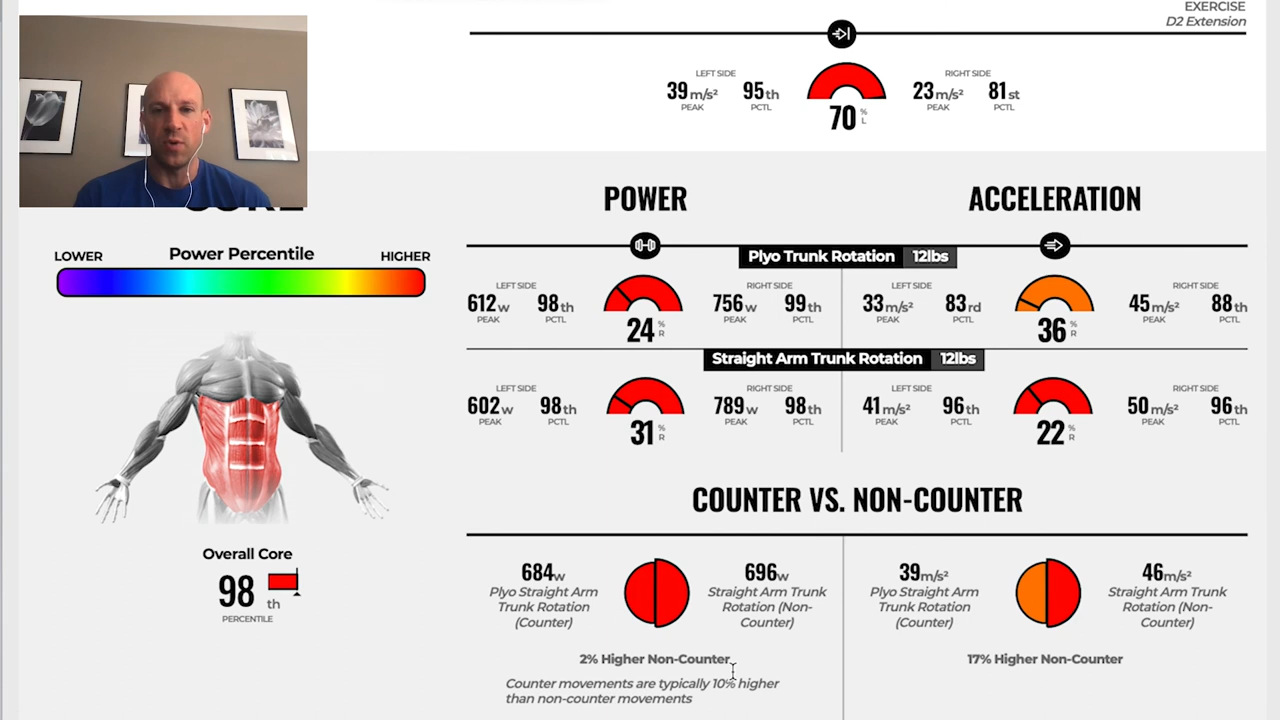 EXERCISE
D2 Extension
LEFT SIDE
39 m/s² 95th
PEAK PCTL
70 % L
RIGHT SIDE
23 m/s² 81st
PEAK PCTL
POWER
ACCELERATION
LOWER Power Percentile HIGHER
Plyo Trunk Rotation 12lbs
LEFT SIDE
612w 98th
PEAK PCTL
24 % R
RIGHT SIDE
756w 99th
PEAK PCTL
LEFT SIDE
33 m/s² 83rd
PEAK PCTL
36 % R
RIGHT SIDE
45 m/s² 88th
PEAK PCTL
Straight Arm Trunk Rotation 12lbs
LEFT SIDE
602w 98th
PEAK PCTL
31 % R
RIGHT SIDE
789w 98th
PEAK PCTL
LEFT SIDE
41 m/s² 96th
PEAK PCTL
22 % R
RIGHT SIDE
50 m/s² 96th
PEAK PCTL
Overall Core
98 th
PERCENTILE
COUNTER VS. NON-COUNTER
684w
Plyo Straight Arm
Trunk Rotation
(Counter)
696w
Straight Arm Trunk
Rotation (Non-
Counter)
2% Higher Non-Counter
Counter movements are typically 10% higher
than non-counter movements
39m/s²
Plyo Straight Arm
Trunk Rotation
(Counter)
46m/s²
Straight Arm Trunk
Rotation (Non-
Counter)
17% Higher Non-Counter